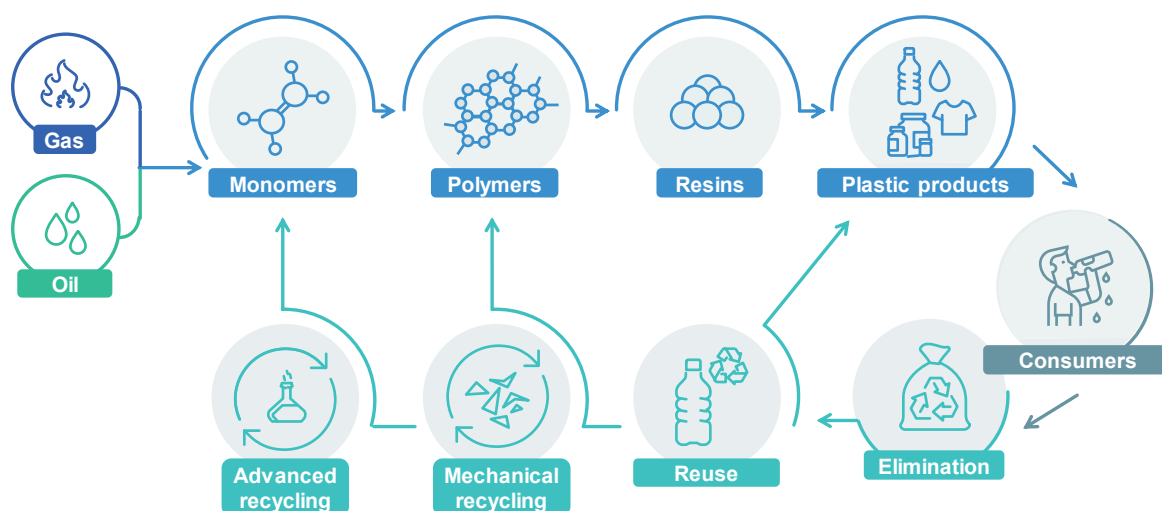 Gas
Oil
Monomers
Polymers
Resins
Plastic products
Consumers
Elimination
Reuse
Mechanical
recycling
Advanced
recycling